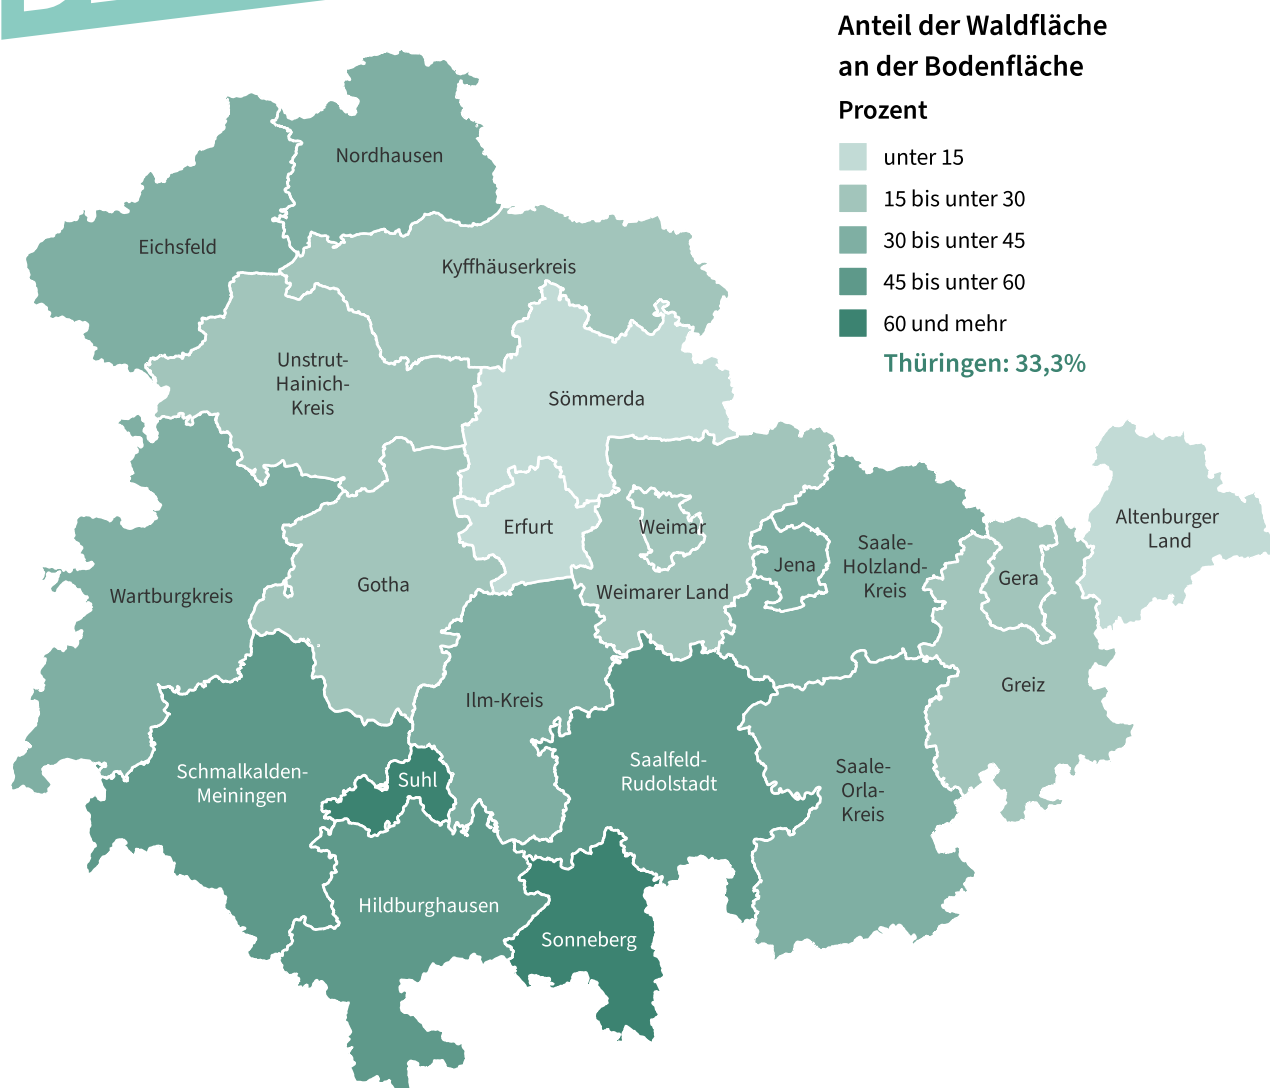 Anteil der Waldfläche
an der Bodenfläche
Prozent
unter 15
15 bis unter 30
30 bis unter 45
45 bis unter 60
60 und mehr
Thüringen: 33,3%
Nordhausen
Eichsfeld
Kyffhäuserkreis
Unstrut-
Hainich-
Kreis
Sömmerda
Erfurt
Weimar
Altenburger
Land
Saale-
Holzland-
Kreis
Jena
Gera
Wartburgkreis
Gotha
Weimarer Land
Greiz
Ilm-Kreis
Schmalkalden-
Meiningen
Suhl
Saalfeld-
Rudolstadt
Saale-
Orla-
Kreis
Hildburghausen
Sonneberg